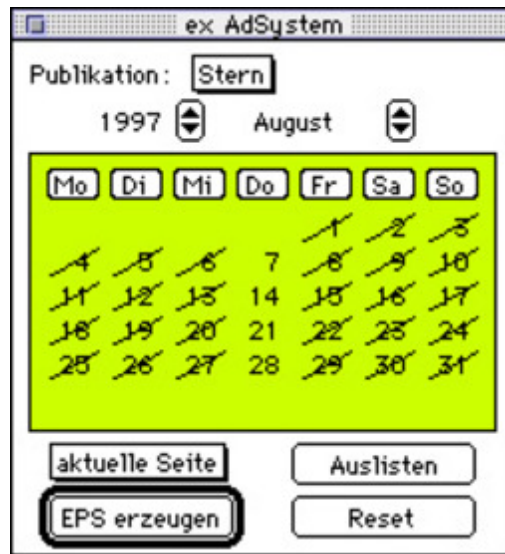 ex AdSystem
Publikation: Stern
1997 August
Mo Di Mi Do Fr Sa So
1 2 3
4 5 6 7 8 9 10
11 12 13 14 15 16 17
18 19 20 21 22 23 24
25 26 27 28 29 30 31
aktuelle Seite Auslisten
EPS erzeugen Reset